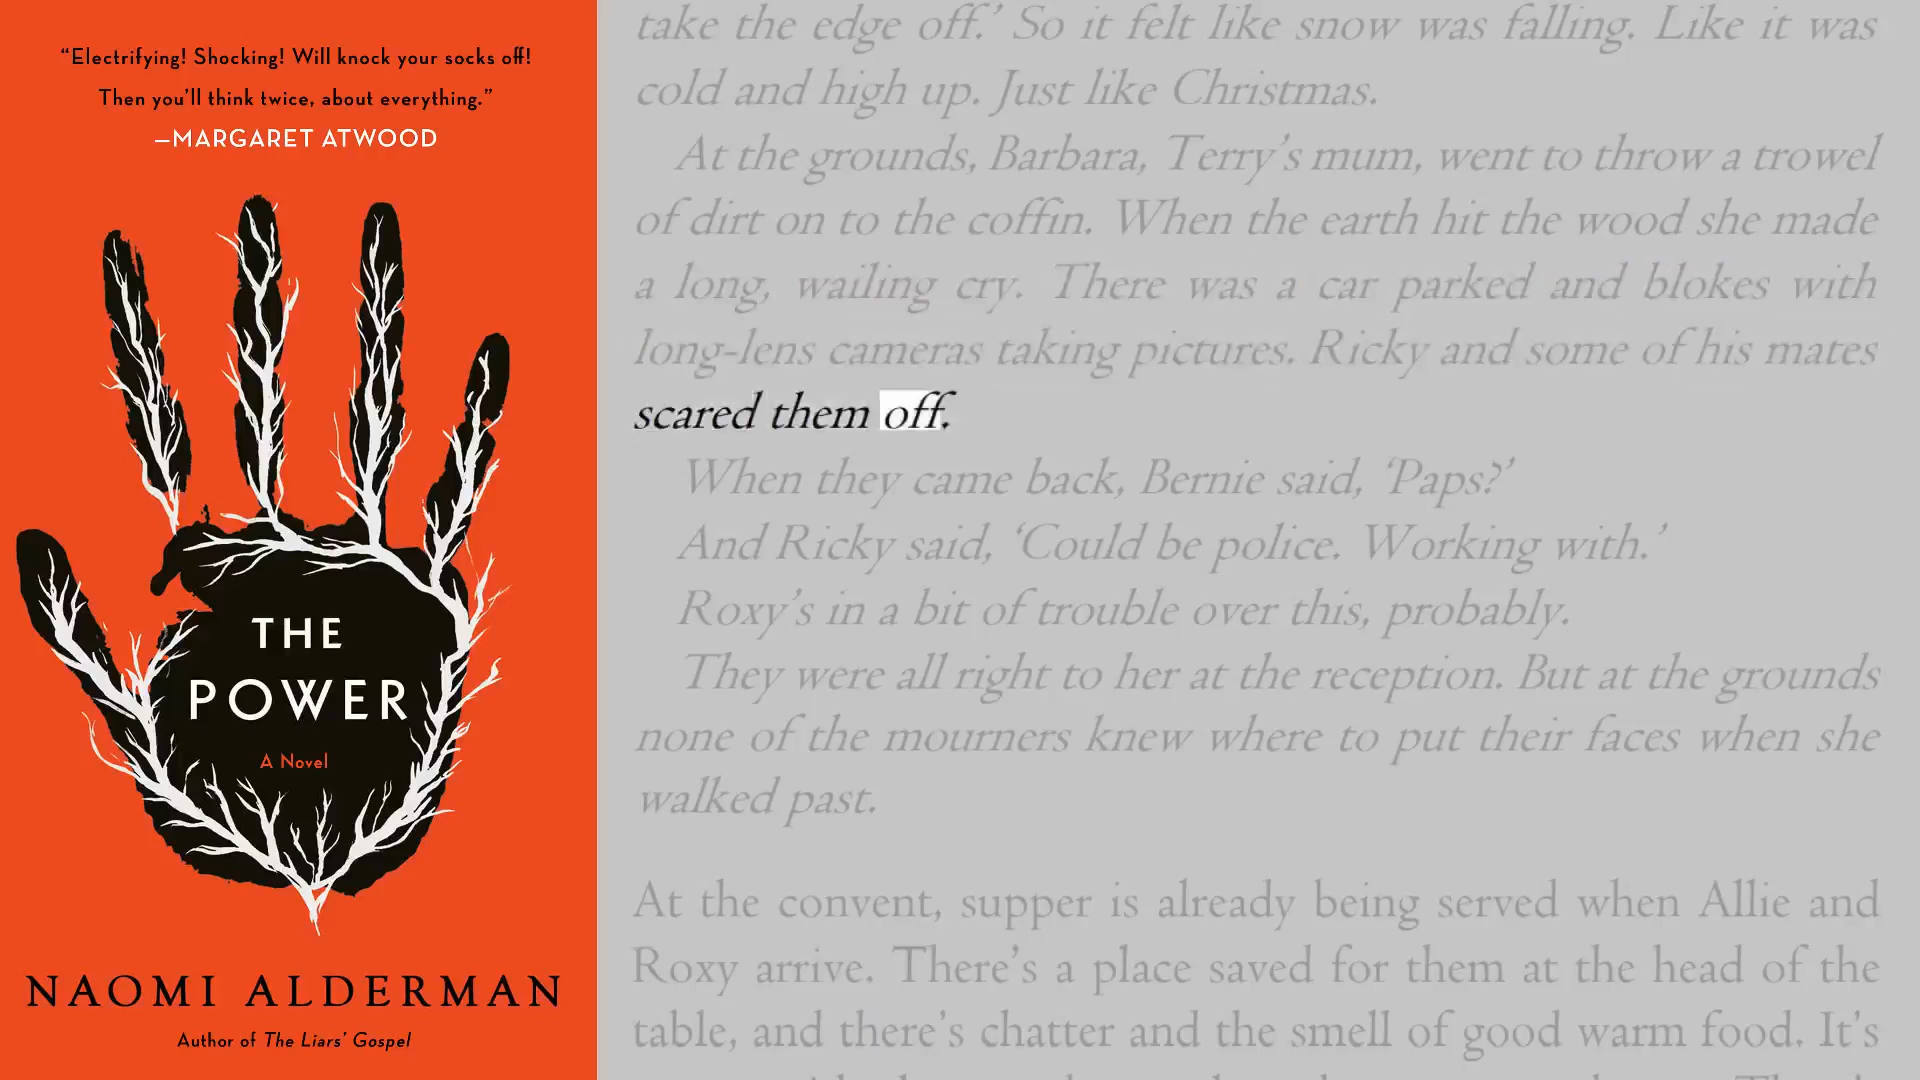 “Electrifying! Shocking! Will knock your socks off!
Then you’ll think twice, about everything.”
—MARGARET ATWOOD
THE
POWER
A Novel
NAOMI ALDERMAN
Author of The Liars’ Gospel
take the edge off.’ So it felt like snow was falling. Like it was
cold and high up. Just like Christmas.
At the grounds, Barbara, Terry’s mum, went to throw a trowel
of dirt on to the coffin. When the earth hit the wood she made
a long, wailing cry. There was a car parked and blokes with
long-lens cameras taking pictures. Ricky and some of his mates
scared them off.
When they came back, Bernie said, ‘Paps?’
And Ricky said, ‘Could be police. Working with.’
Roxy’s in a bit of trouble over this, probably.
They were all right to her at the reception. But at the grounds
none of the mourners knew where to put their faces when she
walked past.
At the convent, supper is already being served when Allie and
Roxy arrive. There’s a place saved for them at the head of the
table, and there’s chatter and the smell of good warm food. It’s